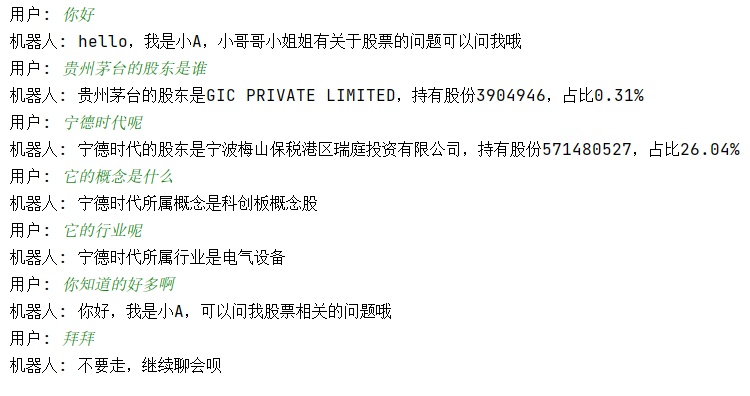 用户: 你好
机器人: hello，我是小A，小哥哥小姐姐有关于股票的问题可以问我哦
用户: 贵州茅台的股东是谁
机器人: 贵州茅台的股东是GIC PRIVATE LIMITED，持有股份3904946，占比0.31%
用户: 宁德时代呢
机器人: 宁德时代的股东是宁波梅山保税港区瑞庭投资有限公司，持有股份571480527，占比26.04%
用户: 它的概念是什么
机器人: 宁德时代所属概念是科创板概念股
用户: 它的行业呢
机器人: 宁德时代所属行业是电气设备
用户: 你知道的好多啊
机器人: 你好，我是小A，可以问我股票相关的问题哦
用户: 拜拜
机器人: 不要走，继续聊会呗